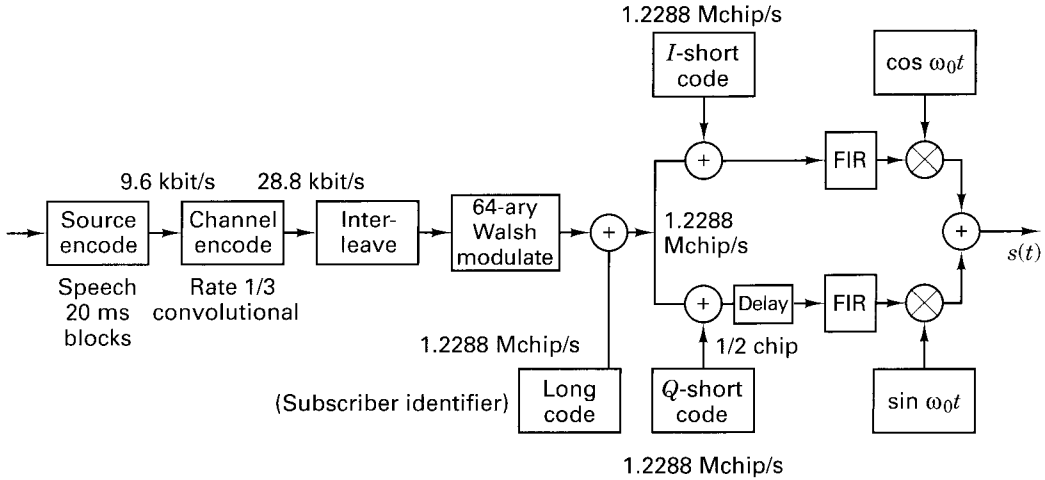 1.2288 Mchip/s
I-short
code
cos ω₀t
+
FIR
×
9.6 kbit/s
28.8 kbit/s
Source
encode
Channel
encode
Inter-
leave
64-ary
Walsh
modulate
+
1.2288
Mchip/s
+
s(t)
Speech
20 ms
blocks
Rate 1/3
convolutional
+
Delay
FIR
×
1/2 chip
1.2288 Mchip/s
(Subscriber identifier)
Long
code
Q-short
code
sin ω₀t
1.2288 Mchip/s